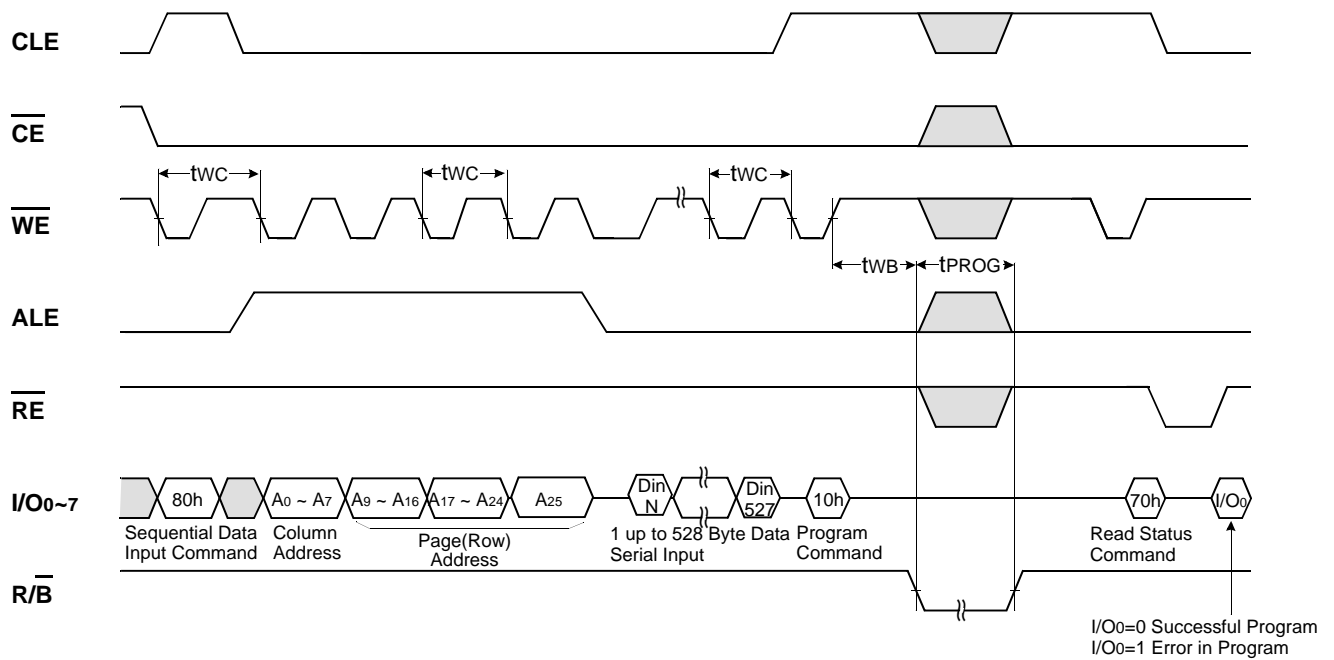 CLE
CE
tWC tWC tWC
WE
tWB tPROG
ALE
RE
I/O0~7 80h A0 ~ A7 A9 ~ A16 A17 ~ A24 A25 Din N Din 527 10h 70h I/O0
Sequential Data Input Command
Column Address
Page(Row) Address
1 up to 528 Byte Data Serial Input
Program Command
Read Status Command
R/B
I/O0=0 Successful Program
I/O0=1 Error in Program